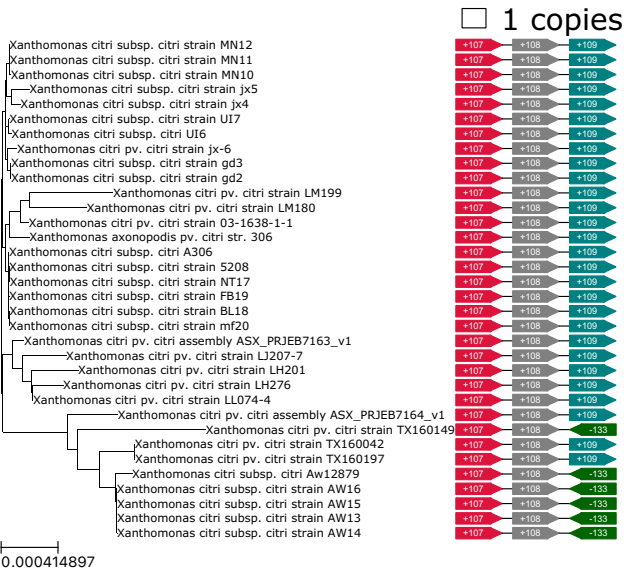 1 copies
Xanthomonas citri subsp. citri strain MN12 +107 +108 +109
Xanthomonas citri subsp. citri strain MN11 +107 +108 +109
Xanthomonas citri subsp. citri strain MN10 +107 +108 +109
Xanthomonas citri subsp. citri strain jx5 +107 +108 +109
Xanthomonas citri subsp. citri strain jx4 +107 +108 +109
Xanthomonas citri subsp. citri strain UI7 +107 +108 +109
Xanthomonas citri subsp. citri UI6 +107 +108 +109
Xanthomonas citri pv. citri strain jx-6 +107 +108 +109
Xanthomonas citri subsp. citri strain gd3 +107 +108 +109
Xanthomonas citri subsp. citri strain gd2 +107 +108 +109
Xanthomonas citri pv. citri strain LM199 +107 +108 +109
Xanthomonas citri pv. citri strain LM180 +107 +108 +109
Xanthomonas citri pv. citri strain 03-1638-1-1 +107 +108 +109
Xanthomonas axonopodis pv. citri str. 306 +107 +108 +109
Xanthomonas citri subsp. citri A306 +107 +108 +109
Xanthomonas citri subsp. citri strain 5208 +107 +108 +109
Xanthomonas citri subsp. citri strain NT17 +107 +108 +109
Xanthomonas citri subsp. citri strain FB19 +107 +108 +109
Xanthomonas citri subsp. citri strain BL18 +107 +108 +109
Xanthomonas citri subsp. citri strain mf20 +107 +108 +109
Xanthomonas citri pv. citri assembly ASX_PRJEB7163_v1 +107 +108 +109
Xanthomonas citri pv. citri strain LJ207-7 +107 +108 +109
Xanthomonas citri pv. citri strain LH201 +107 +108 +109
Xanthomonas citri pv. citri strain LH276 +107 +108 +109
Xanthomonas citri pv. citri strain LL074-4 +107 +108 +109
Xanthomonas citri pv. citri assembly ASX_PRJEB7164_v1 +107 +108 +109
Xanthomonas citri pv. citri strain TX160149 +107 +108 -133
Xanthomonas citri pv. citri strain TX160042 +107 +108 +109
Xanthomonas citri pv. citri strain TX160197 +107 +108 +109
Xanthomonas citri subsp. citri Aw12879 +107 +108 -133
Xanthomonas citri subsp. citri strain AW16 +107 +108 -133
Xanthomonas citri subsp. citri strain AW15 +107 +108 -133
Xanthomonas citri subsp. citri strain AW13 +107 +108 -133
Xanthomonas citri subsp. citri strain AW14 +107 +108 -133
0.000414897